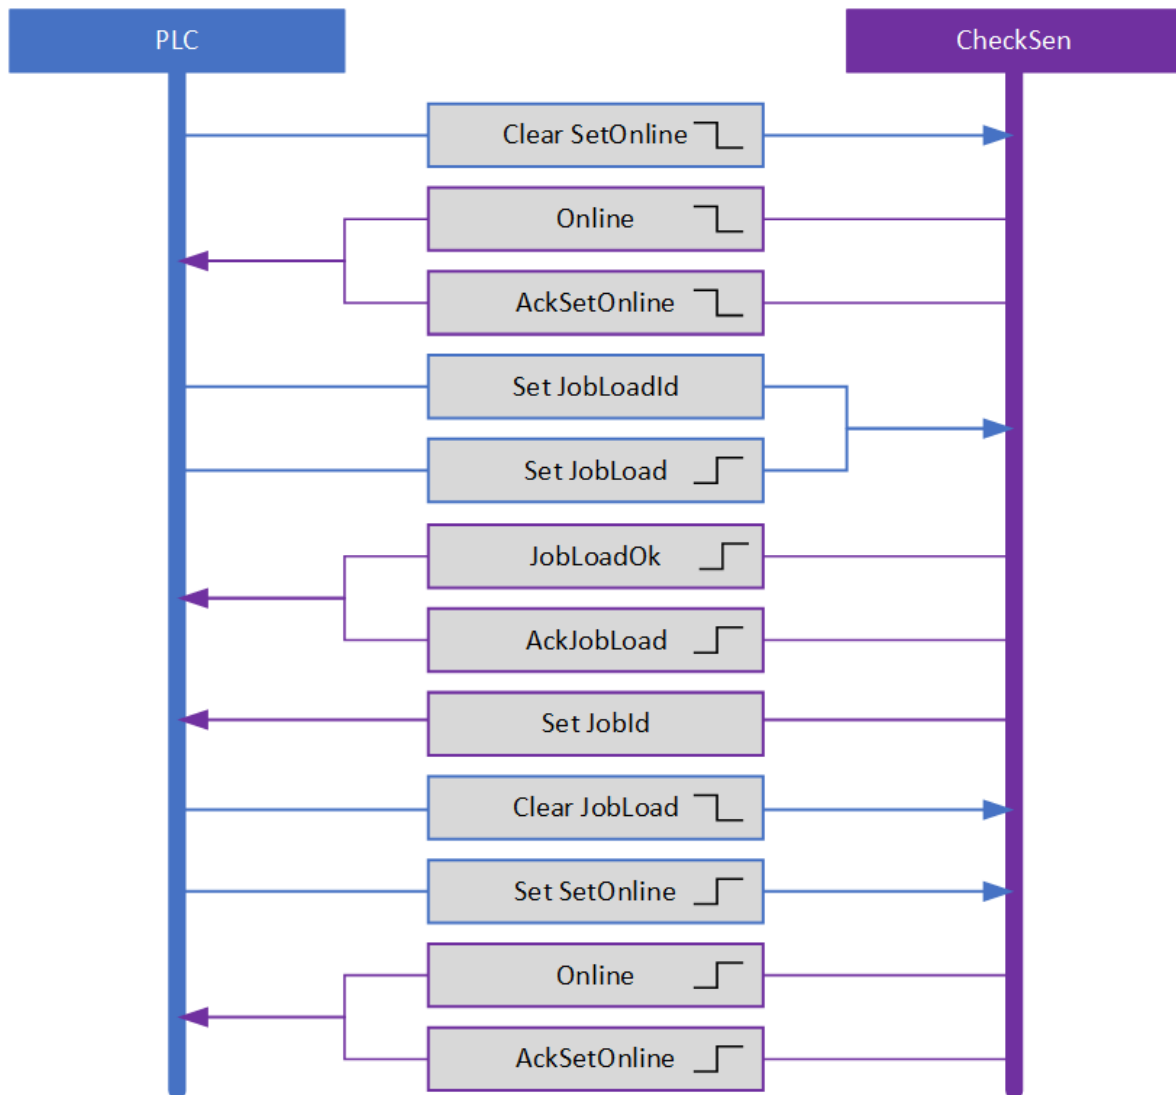 PLC
CheckSen
Clear SetOnline
Online
AckSetOnline
Set JobLoadId
Set JobLoad
JobLoadOk
AckJobLoad
Set JobId
Clear JobLoad
Set SetOnline
Online
AckSetOnline